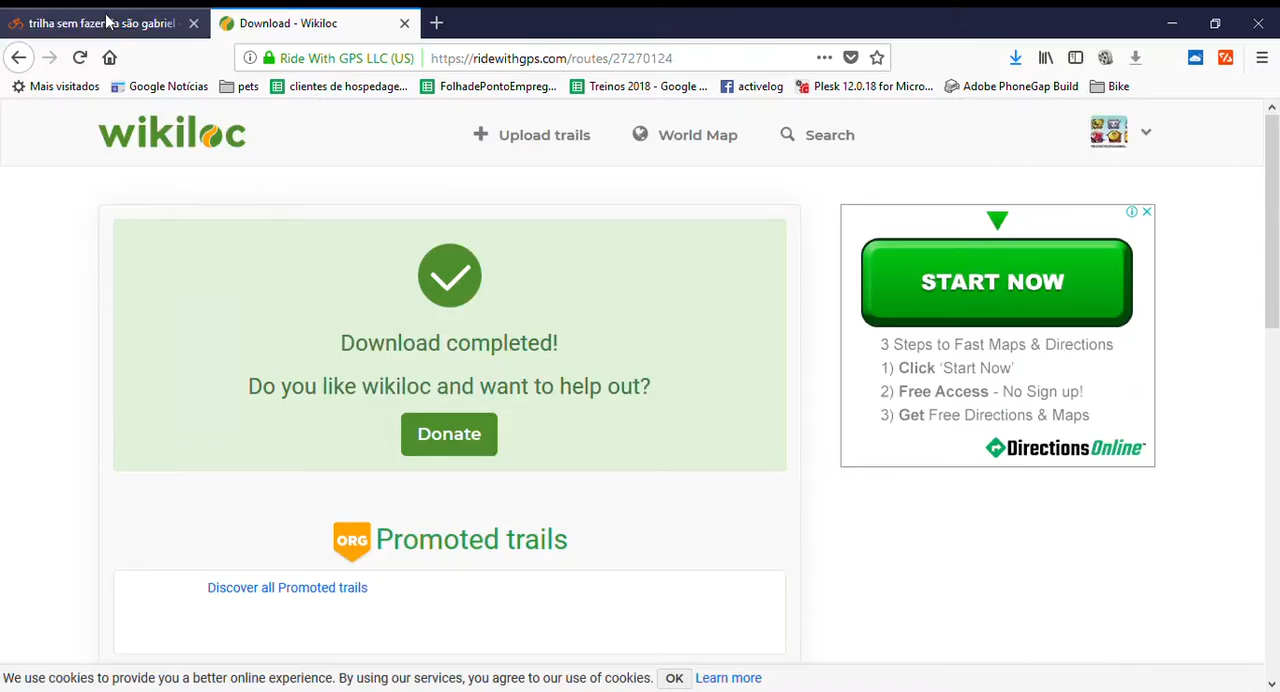 trilha sem fazer
a são gabriel
Download - Wikiloc
Ride With GPS LLC (US)
https://ridewithgps.com/routes/27270124
Mais visitados
Google Notícias
pets
clientes de hospedage...
FolhadePontoEmpreg...
Treinos 2018 - Google ...
activelog
Plesk 12.0.18 for Micro...
Adobe PhoneGap Build
Bike
wikiloc
Upload trails
World Map
Search
Download completed!
Do you like wikiloc and want to help out?
Donate
START NOW
3 Steps to Fast Maps & Directions
1) Click 'Start Now'
2) Free Access - No Sign up!
3) Get Free Directions & Maps
DirectionsOnline
ORG Promoted trails
Discover all Promoted trails
We use cookies to provide you a better online experience. By using our services, you agree to our use of cookies. OK Learn more